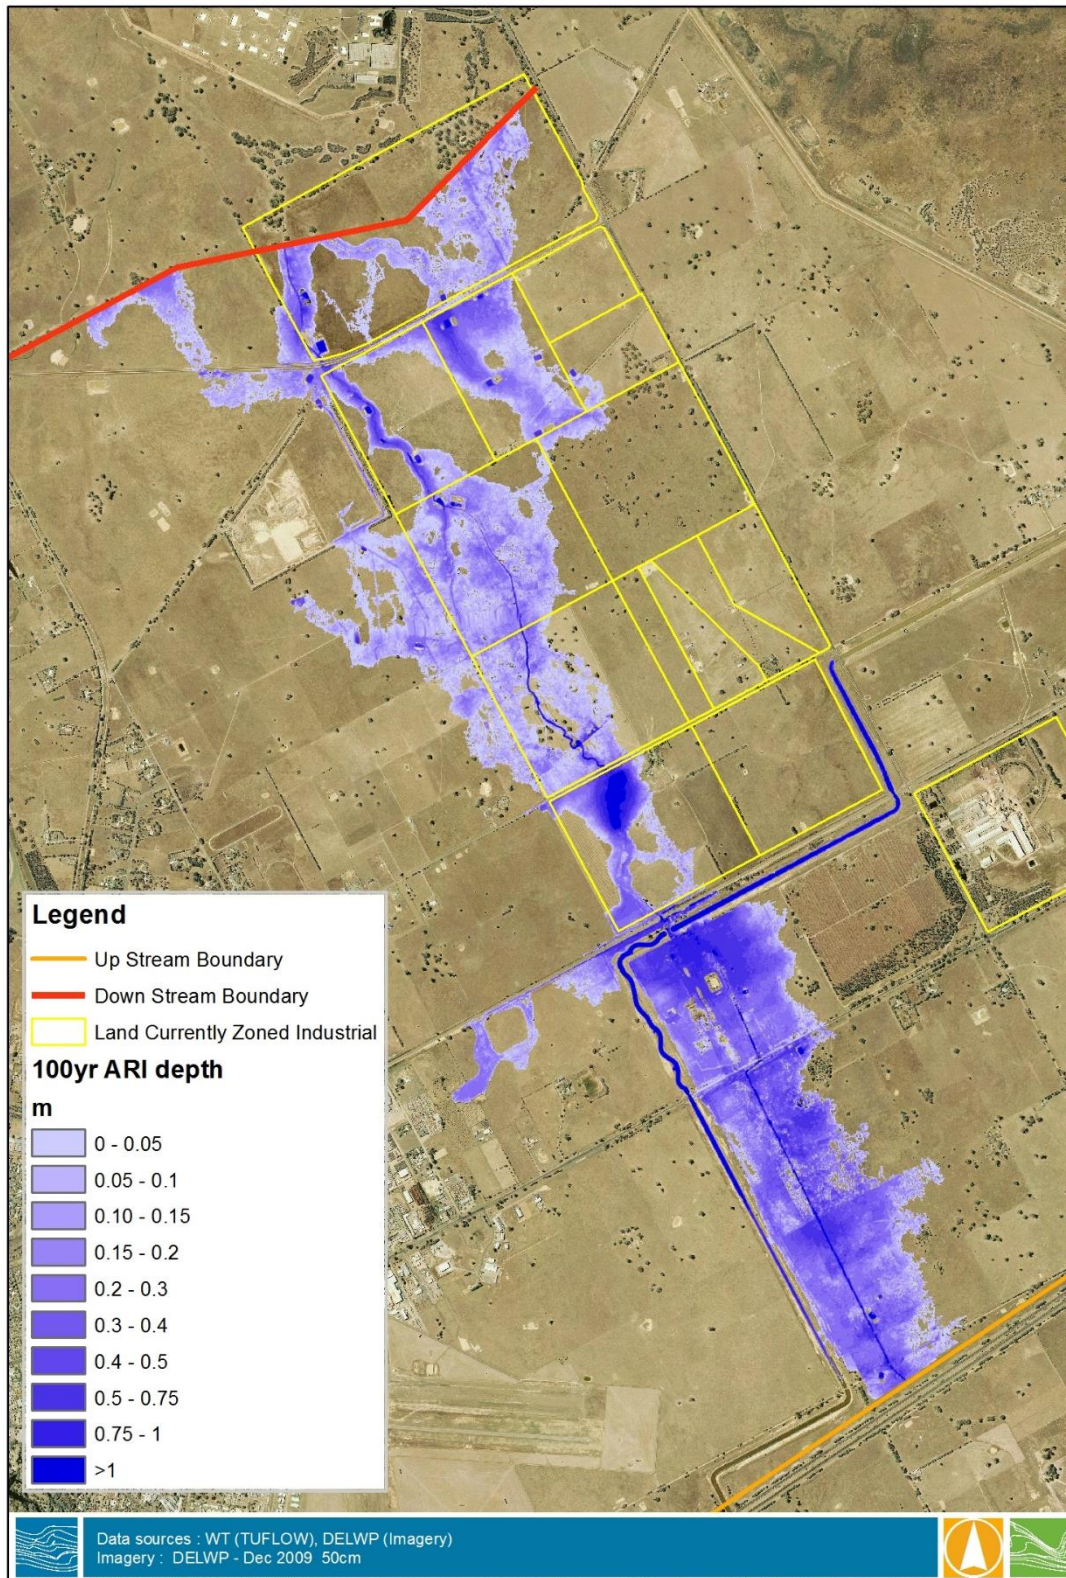 Legend
Up Stream Boundary
Down Stream Boundary
Land Currently Zoned Industrial
100yr ARI depth
m
0 - 0.05
0.05 - 0.1
0.10 - 0.15
0.15 - 0.2
0.2 - 0.3
0.3 - 0.4
0.4 - 0.5
0.5 - 0.75
0.75 - 1
>1
Data sources : WT (TUFLOW), DELWP (Imagery)
Imagery : DELWP - Dec 2009 50cm